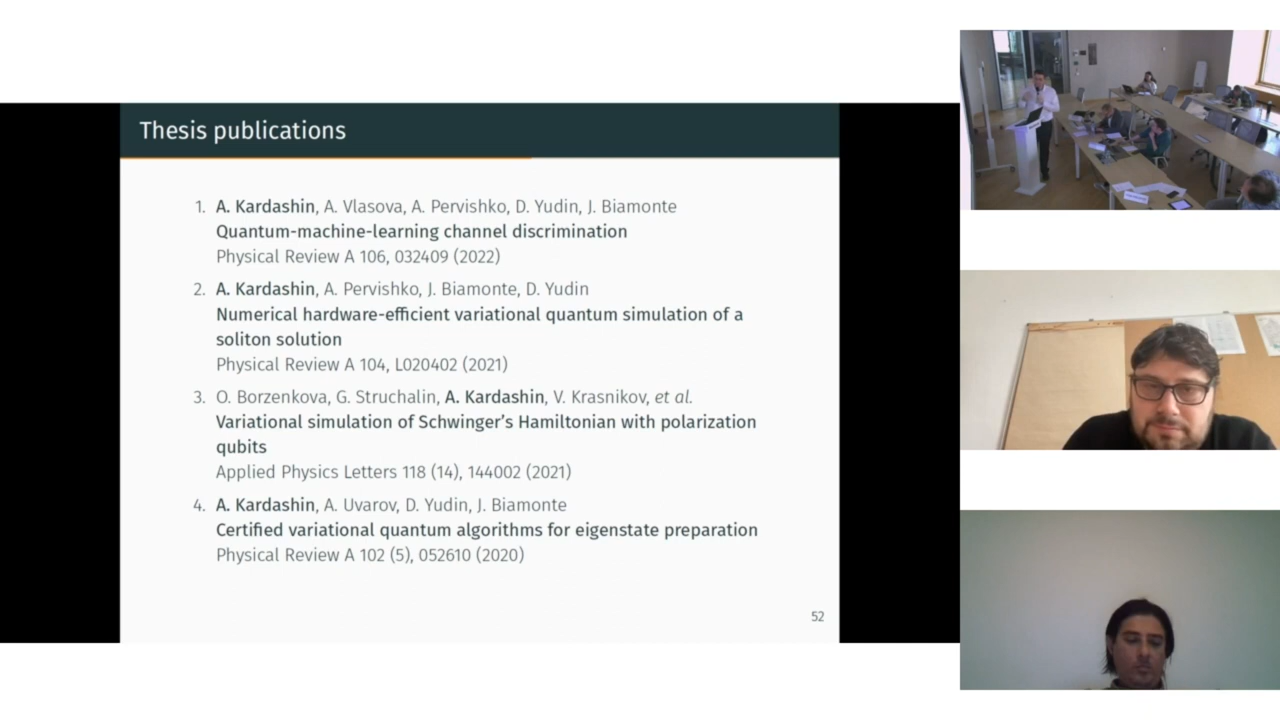 Thesis publications
1. A. Kardashin, A. Vlasova, A. Pervishko, D. Yudin, J. Biamonte
Quantum-machine-learning channel discrimination
Physical Review A 106, 032409 (2022)
2. A. Kardashin, A. Pervishko, J. Biamonte, D. Yudin
Numerical hardware-efficient variational quantum simulation of a
soliton solution
Physical Review A 104, L020402 (2021)
3. O. Borzenkova, G. Struchalin, A. Kardashin, V. Krasnikov, et al.
Variational simulation of Schwinger's Hamiltonian with polarization
qubits
Applied Physics Letters 118 (14), 144002 (2021)
4. A. Kardashin, A. Uvarov, D. Yudin, J. Biamonte
Certified variational quantum algorithms for eigenstate preparation
Physical Review A 102 (5), 052610 (2020)
52